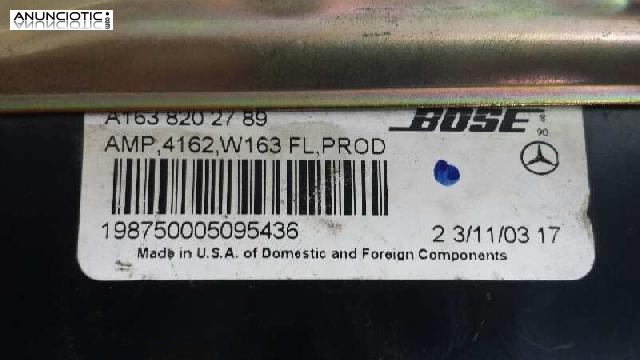 ANUNCIOTIC.com
A163 820 27 89
BOSE
AMP,4162,W163 FL,PROD
198750005095436
2 3/11/03 17
Made in U.S.A. of Domestic and Foreign Components